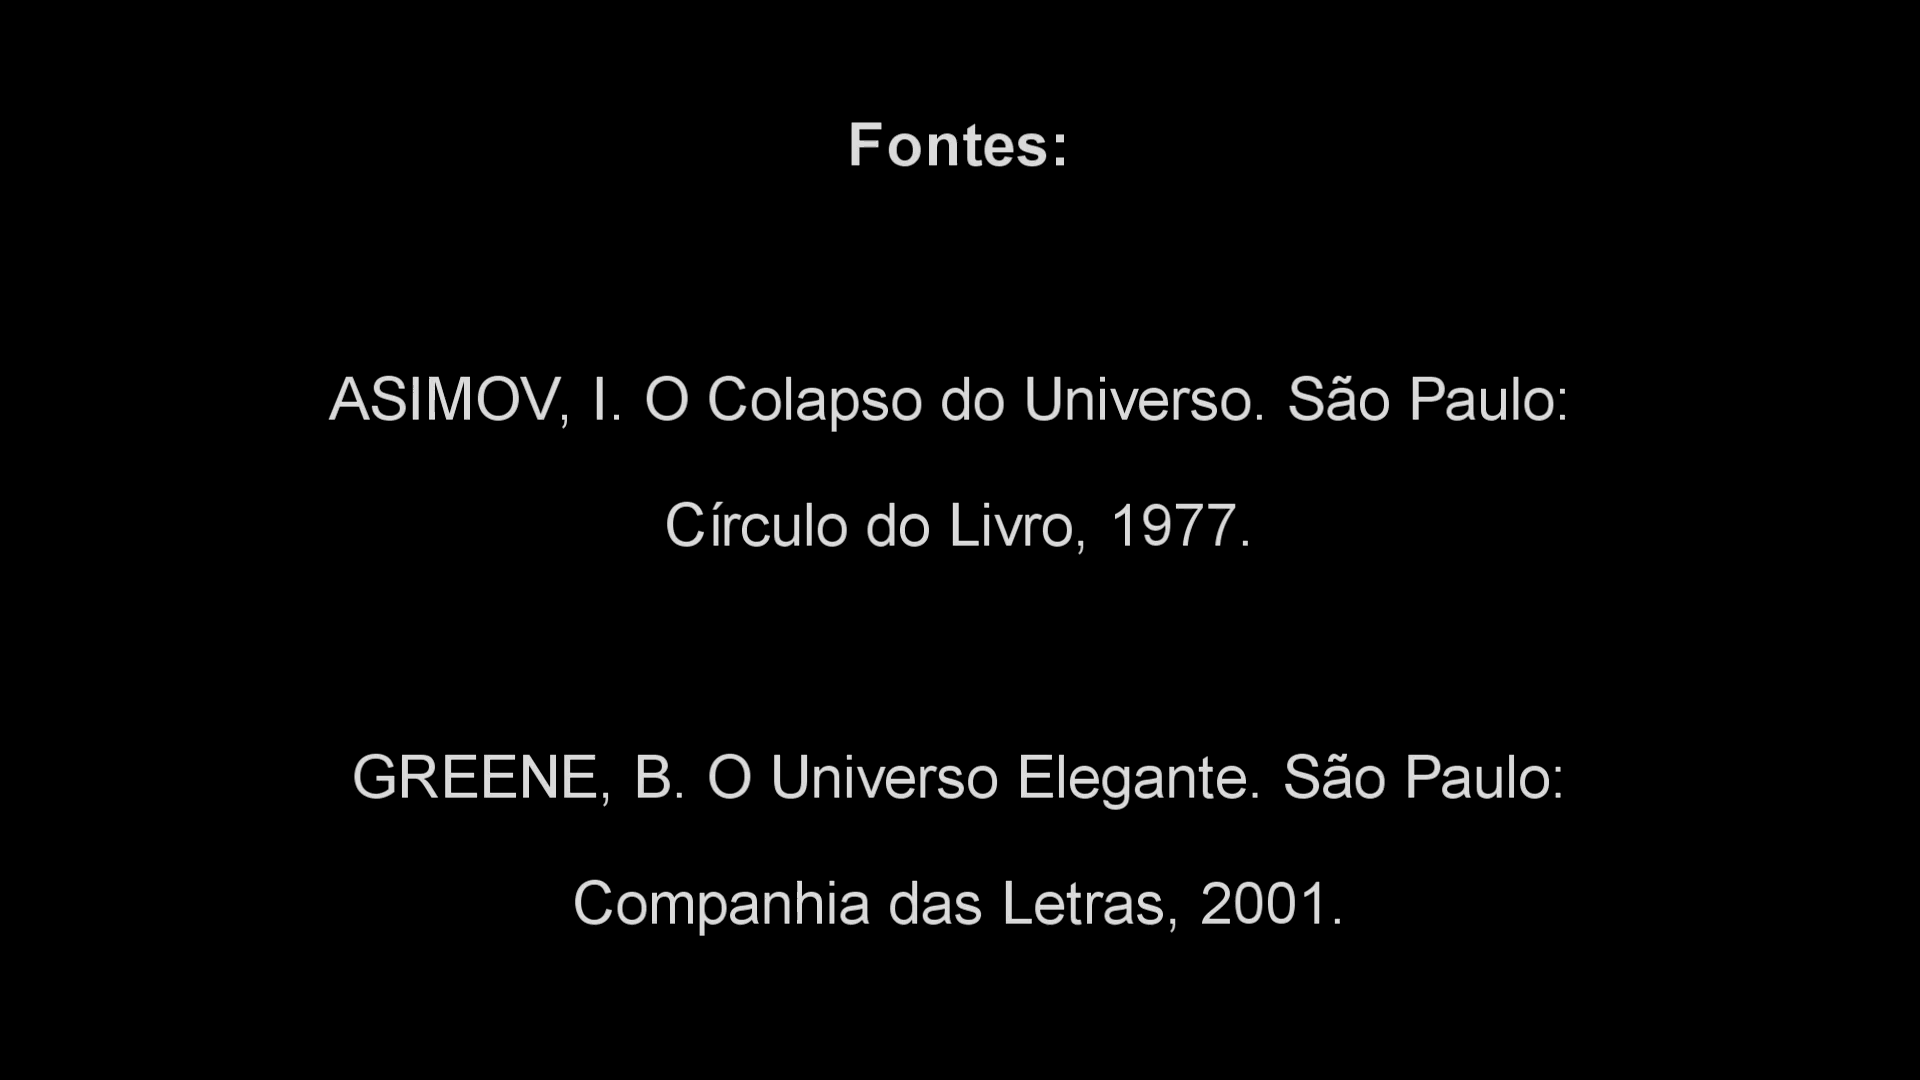 Fontes:
ASIMOV, I. O Colapso do Universo. São Paulo:
Círculo do Livro, 1977.
GREENE, B. O Universo Elegante. São Paulo:
Companhia das Letras, 2001.